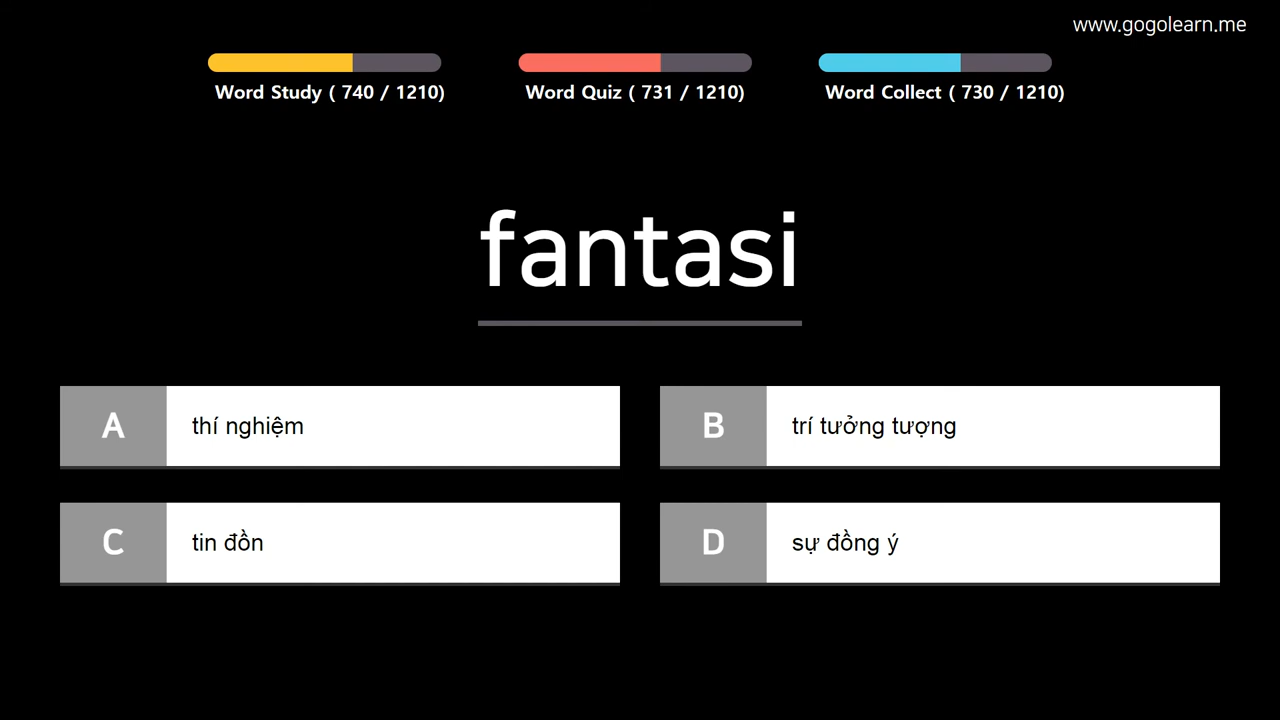 www.gogolearn.me
Word Study ( 740 / 1210)
Word Quiz ( 731 / 1210)
Word Collect ( 730 / 1210)
fantasi
A thí nghiệm
B trí tưởng tượng
C tin đồn
D sự đồng ý